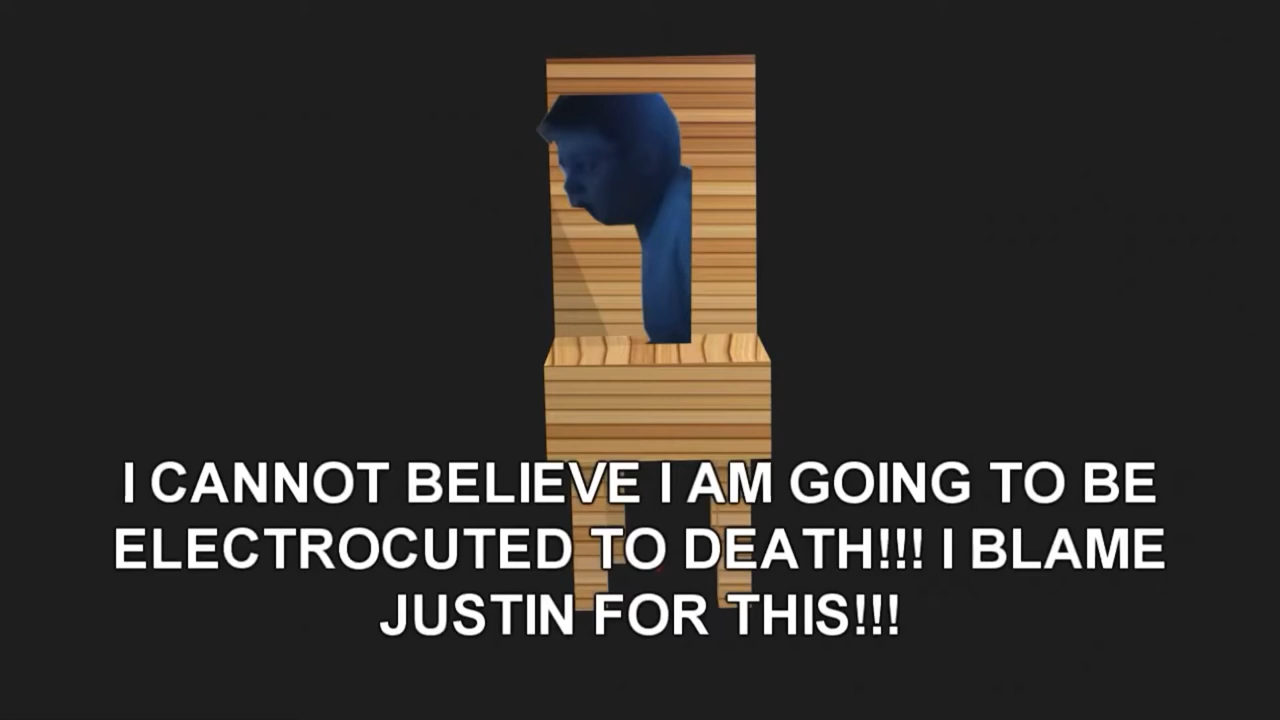 I CANNOT BELIEVE I AM GOING TO BE
ELECTROCUTED TO DEATH!!! I BLAME
JUSTIN FOR THIS!!!